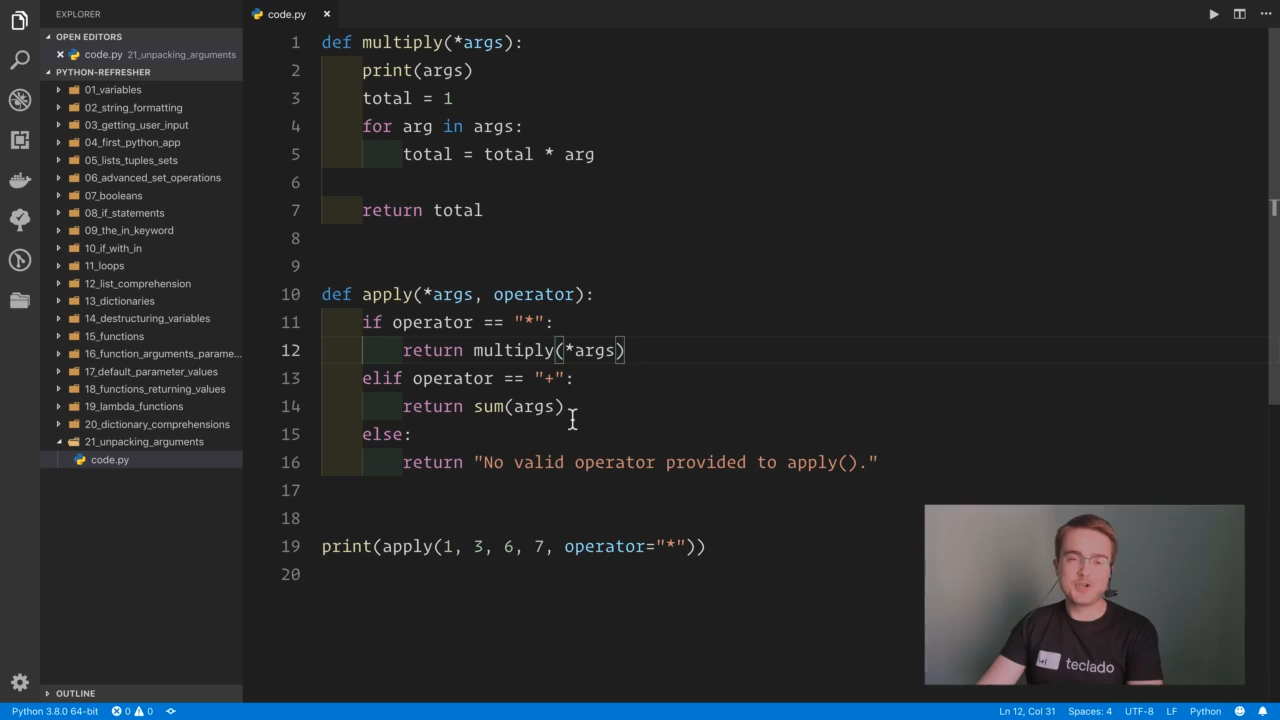 EXPLORER
OPEN EDITORS
code.py 21_unpacking_arguments
PYTHON-REFRESHER
01_variables
02_string_formatting
03_getting_user_input
04_first_python_app
05_lists_tuples_sets
06_advanced_set_operations
07_booleans
08_if_statements
09_the_in_keyword
10_if_with_in
11_loops
12_list_comprehension
13_dictionaries
14_destructuring_variables
15_functions
16_function_arguments_parame...
17_default_parameter_values
18_functions_returning_values
19_lambda_functions
20_dictionary_comprehensions
21_unpacking_arguments
code.py
OUTLINE
code.py
1 def multiply(*args):
2     print(args)
3     total = 1
4     for arg in args:
5         total = total * arg
6
7     return total
8
9
10 def apply(*args, operator):
11     if operator == "*":
12         return multiply(*args)
13     elif operator == "+":
14         return sum(args)
15     else:
16         return "No valid operator provided to apply()."
17
18
19 print(apply(1, 3, 6, 7, operator="*"))
20
teclado
Python 3.8.0 64-bit 0 0 Ln 12, Col 31 Spaces: 4 UTF-8 LF Python